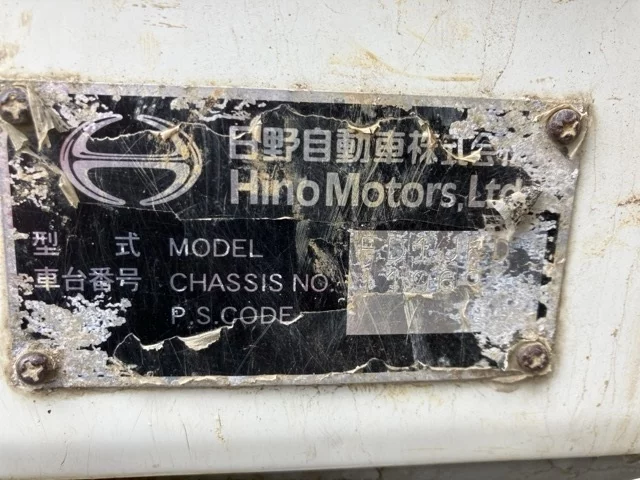 日野自動車株式会
Hino Motors, Ltd
型 式 MODEL
車台番号 CHASSIS NO.
P.S.CODE